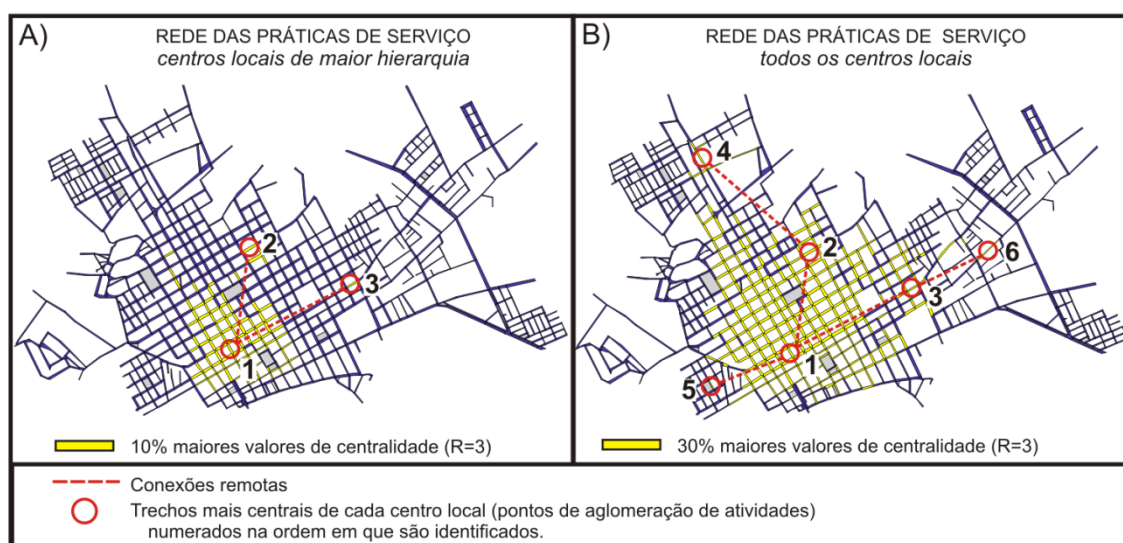 A)
REDE DAS PRÁTICAS DE SERVIÇO
centros locais de maior hierarquia
2
3
1
10% maiores valores de centralidade (R=3)
B)
REDE DAS PRÁTICAS DE SERVIÇO
todos os centros locais
4
2
6
3
1
5
30% maiores valores de centralidade (R=3)
Conexões remotas
Trechos mais centrais de cada centro local (pontos de aglomeração de atividades)
numerados na ordem em que são identificados.